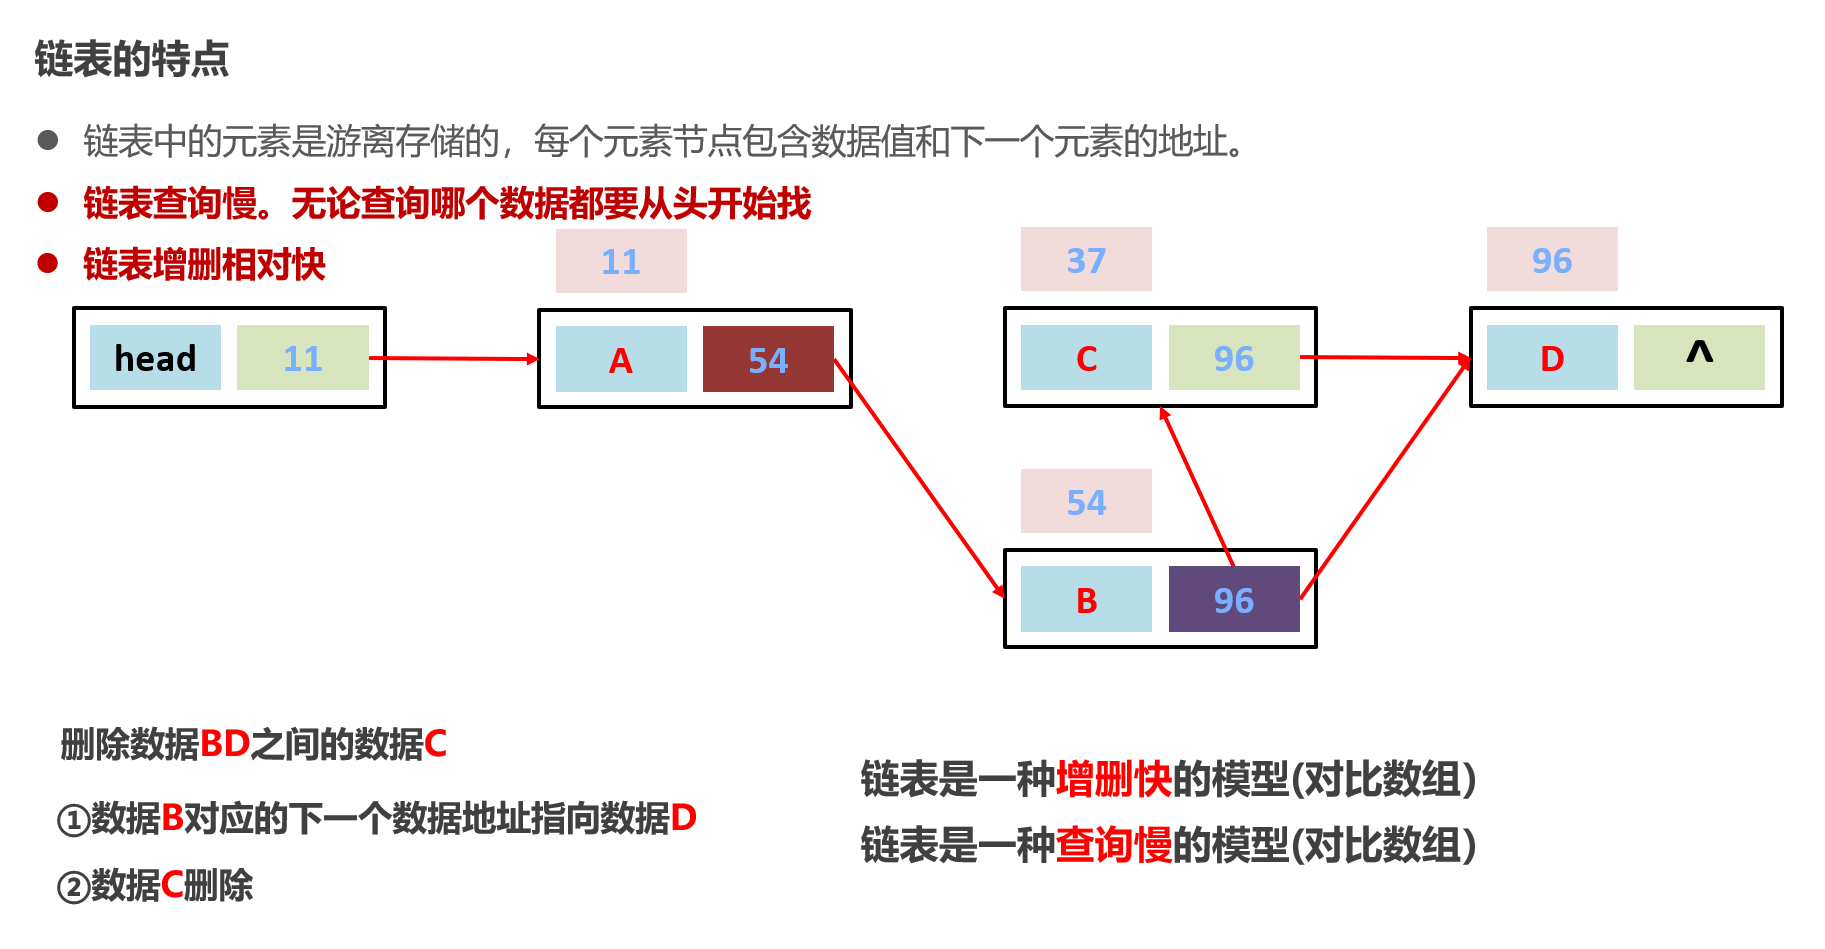 链表的特点
链表中的元素是游离存储的，每个元素节点包含数据值和下一个元素的地址。
链表查询慢。无论查询哪个数据都要从头开始找
链表增删相对快
11
37
96
head 11
A 54
C 96
D ^
54
B 96
删除数据BD之间的数据C
①数据B对应的下一个数据地址指向数据D
②数据C删除
链表是一种增删快的模型(对比数组)
链表是一种查询慢的模型(对比数组)